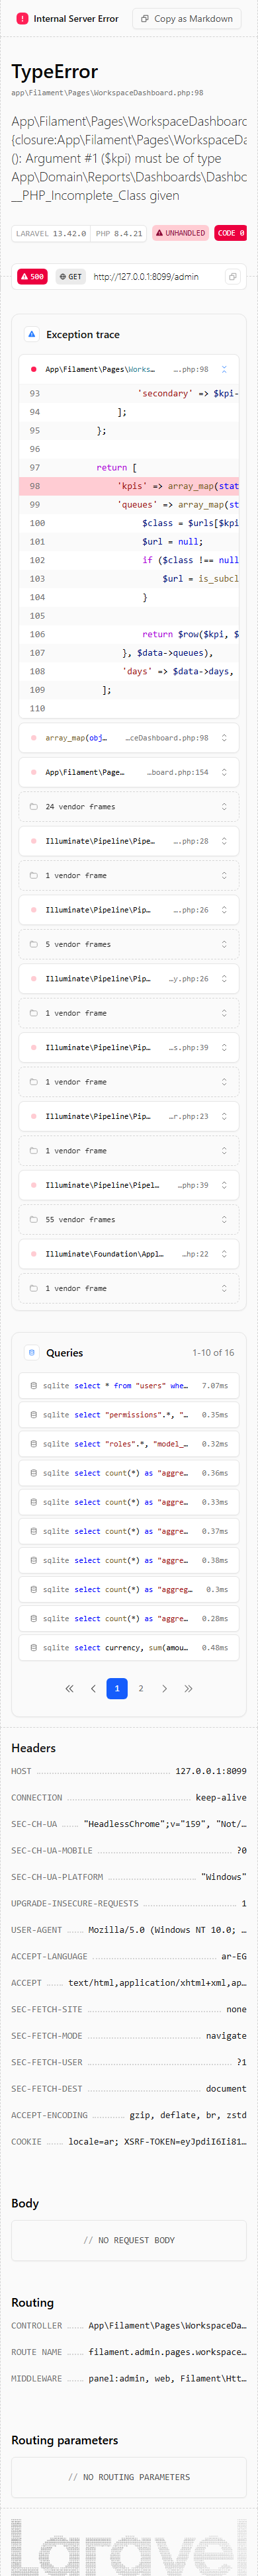 Internal Server Error
Copy as Markdown
TypeError
app\Filament\Pages\WorkspaceDashboard.php:98
App\Filament\Pages\WorkspaceDashboard
{closure:App\Filament\Pages\WorkspaceDa
(): Argument #1 ($kpi) must be of type
App\Domain\Reports\Dashboards\Dashbo
__PHP_Incomplete_Class given
LARAVEL 13.42.0 PHP 8.4.21 UNHANDLED CODE 0
500 GET http://127.0.0.1:8099/admin
Exception trace
App\Filament\Pages\Works… ….php:98
93 'secondary' => $kpi-
94 ];
95 };
96
97 return [
98 'kpis' => array_map(stat
99 'queues' => array_map(st
100 $class = $urls[$kpi
101 $url = null;
102 if ($class !== null
103 $url = is_subcl
104 }
105
106 return $row($kpi, $
107 }, $data->queues),
108 'days' => $data->days,
109 ];
110
array_map(obj… …ceDashboard.php:98
App\Filament\Page… …board.php:154
24 vendor frames
Illuminate\Pipeline\Pipe… ….php:28
1 vendor frame
Illuminate\Pipeline\Pip… ….php:26
5 vendor frames
Illuminate\Pipeline\Pip… …y.php:26
1 vendor frame
Illuminate\Pipeline\Pip… …s.php:39
1 vendor frame
Illuminate\Pipeline\Pip… …r.php:23
1 vendor frame
Illuminate\Pipeline\Pipel… …php:39
55 vendor frames
Illuminate\Foundation\Appl… …hp:22
1 vendor frame
Queries 1-10 of 16
sqlite select * from "users" whe… 7.07ms
sqlite select "permissions".*, "… 0.35ms
sqlite select "roles".*, "model_… 0.32ms
sqlite select count(*) as "aggre… 0.36ms
sqlite select count(*) as "aggre… 0.33ms
sqlite select count(*) as "aggre… 0.37ms
sqlite select count(*) as "aggre… 0.38ms
sqlite select count(*) as "aggreg… 0.3ms
sqlite select count(*) as "aggre… 0.28ms
sqlite select currency, sum(amou… 0.48ms
1 2
Headers
HOST 127.0.0.1:8099
CONNECTION keep-alive
SEC-CH-UA "HeadlessChrome";v="159", "Not/…
SEC-CH-UA-MOBILE ?0
SEC-CH-UA-PLATFORM "Windows"
UPGRADE-INSECURE-REQUESTS 1
USER-AGENT Mozilla/5.0 (Windows NT 10.0; …
ACCEPT-LANGUAGE ar-EG
ACCEPT text/html,application/xhtml+xml,ap…
SEC-FETCH-SITE none
SEC-FETCH-MODE navigate
SEC-FETCH-USER ?1
SEC-FETCH-DEST document
ACCEPT-ENCODING gzip, deflate, br, zstd
COOKIE locale=ar; XSRF-TOKEN=eyJpdiI6Ii81…
Body
// NO REQUEST BODY
Routing
CONTROLLER App\Filament\Pages\WorkspaceDa…
ROUTE NAME filament.admin.pages.workspace…
MIDDLEWARE panel:admin, web, Filament\Htt…
Routing parameters
// NO ROUTING PARAMETERS
Laravel